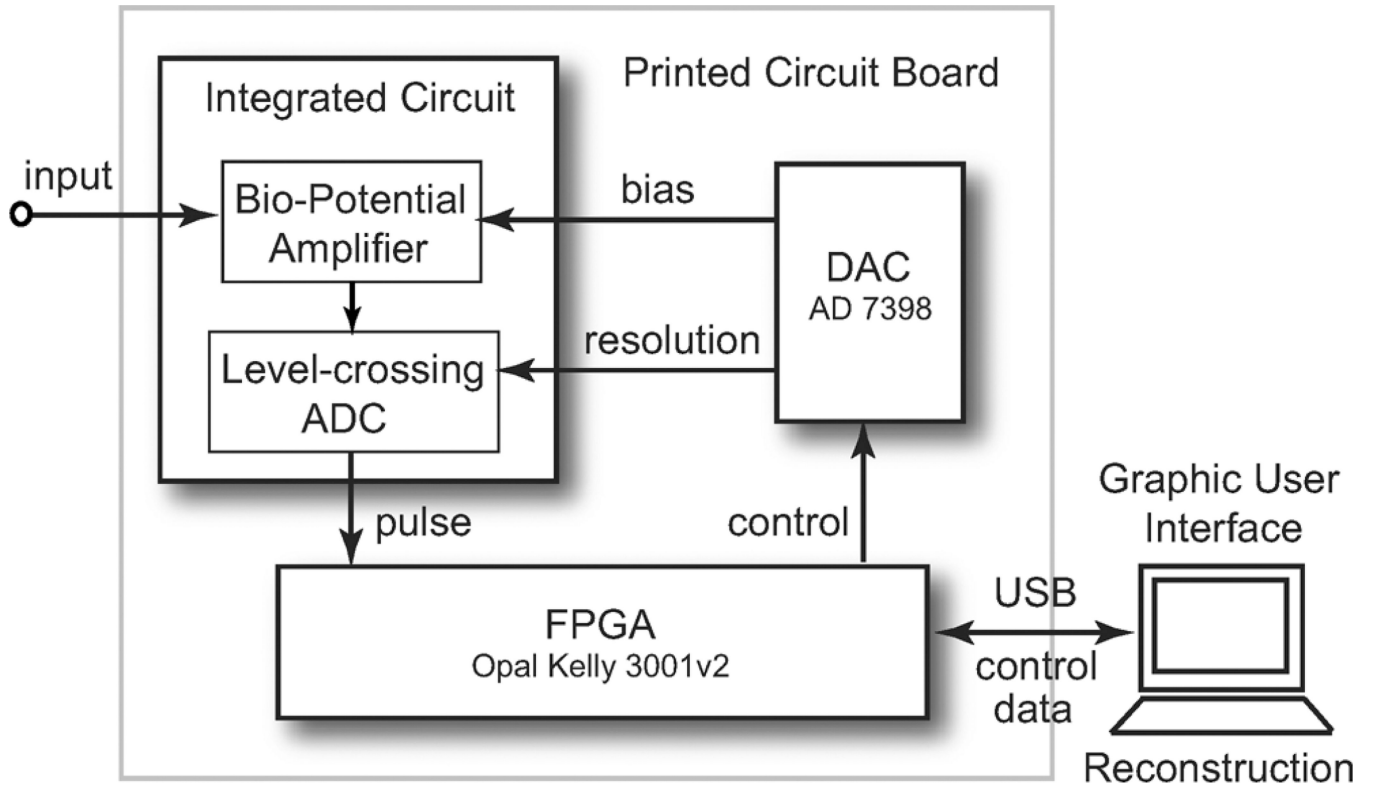 Printed Circuit Board
Integrated Circuit
input
Bio-Potential
Amplifier
bias
DAC
AD 7398
resolution
Level-crossing
ADC
pulse
control
Graphic User
Interface
FPGA
Opal Kelly 3001v2
USB
control
data
Reconstruction